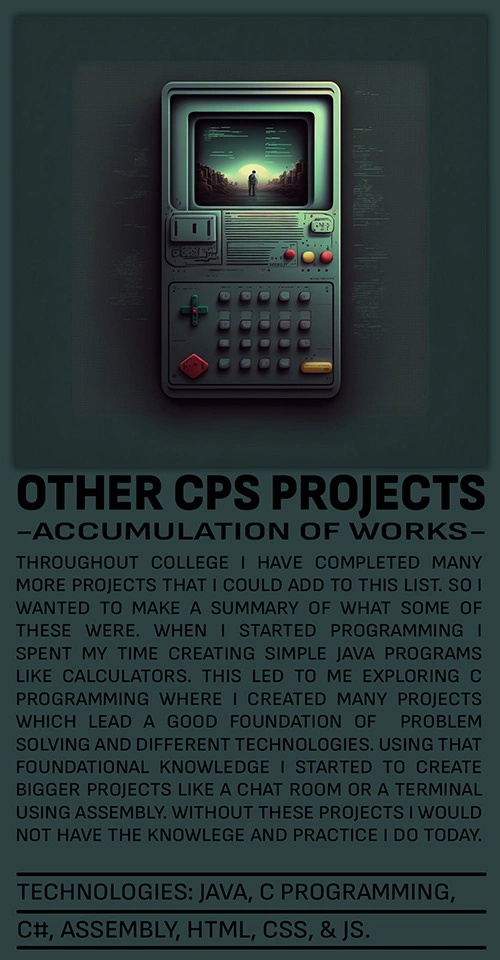 OTHER CPS PROJECTS
-ACCUMULATION OF WORKS-
THROUGHOUT COLLEGE I HAVE COMPLETED MANY
MORE PROJECTS THAT I COULD ADD TO THIS LIST. SO I
WANTED TO MAKE A SUMMARY OF WHAT SOME OF
THESE WERE. WHEN I STARTED PROGRAMMING I
SPENT MY TIME CREATING SIMPLE JAVA PROGRAMS
LIKE CALCULATORS. THIS LED TO ME EXPLORING C
PROGRAMMING WHERE I CREATED MANY PROJECTS
WHICH LEAD A GOOD FOUNDATION OF PROBLEM
SOLVING AND DIFFERENT TECHNOLOGIES. USING THAT
FOUNDATIONAL KNOWLEDGE I STARTED TO CREATE
BIGGER PROJECTS LIKE A CHAT ROOM OR A TERMINAL
USING ASSEMBLY. WITHOUT THESE PROJECTS I WOULD
NOT HAVE THE KNOWLEGE AND PRACTICE I DO TODAY.
TECHNOLOGIES: JAVA, C PROGRAMMING,
C#, ASSEMBLY, HTML, CSS, & JS.